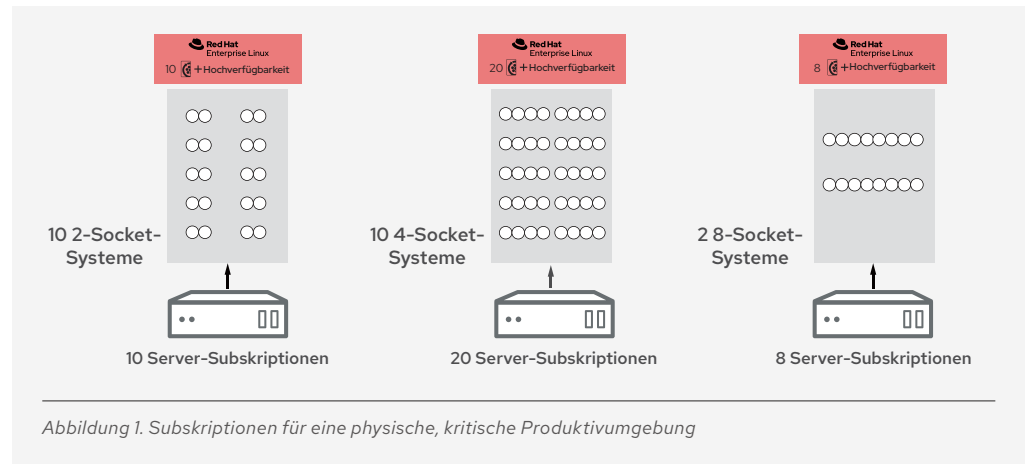 Red Hat
Enterprise Linux
10 +Hochverfügbarkeit
Red Hat
Enterprise Linux
20 +Hochverfügbarkeit
Red Hat
Enterprise Linux
8 +Hochverfügbarkeit
10 2-Socket-
Systeme
10 4-Socket-
Systeme
2 8-Socket-
Systeme
10 Server-Subskriptionen
20 Server-Subskriptionen
8 Server-Subskriptionen
Abbildung 1. Subskriptionen für eine physische, kritische Produktivumgebung